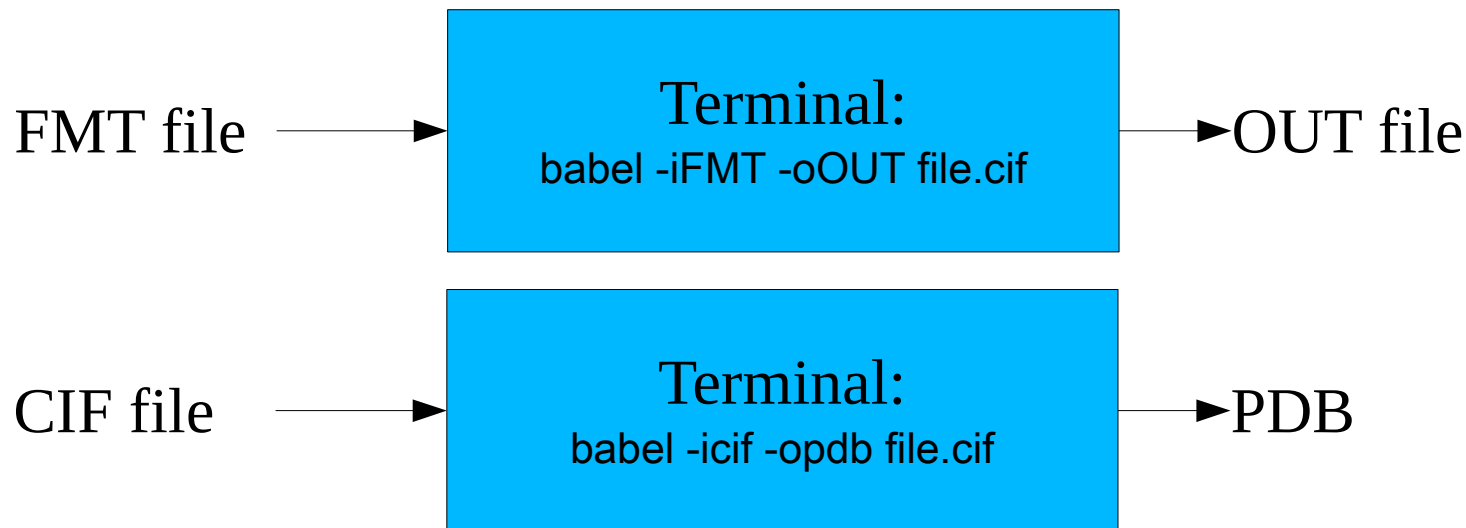 FMT file
Terminal:
babel -iFMT -oOUT file.cif
OUT file
CIF file
Terminal:
babel -icif -opdb file.cif
PDB